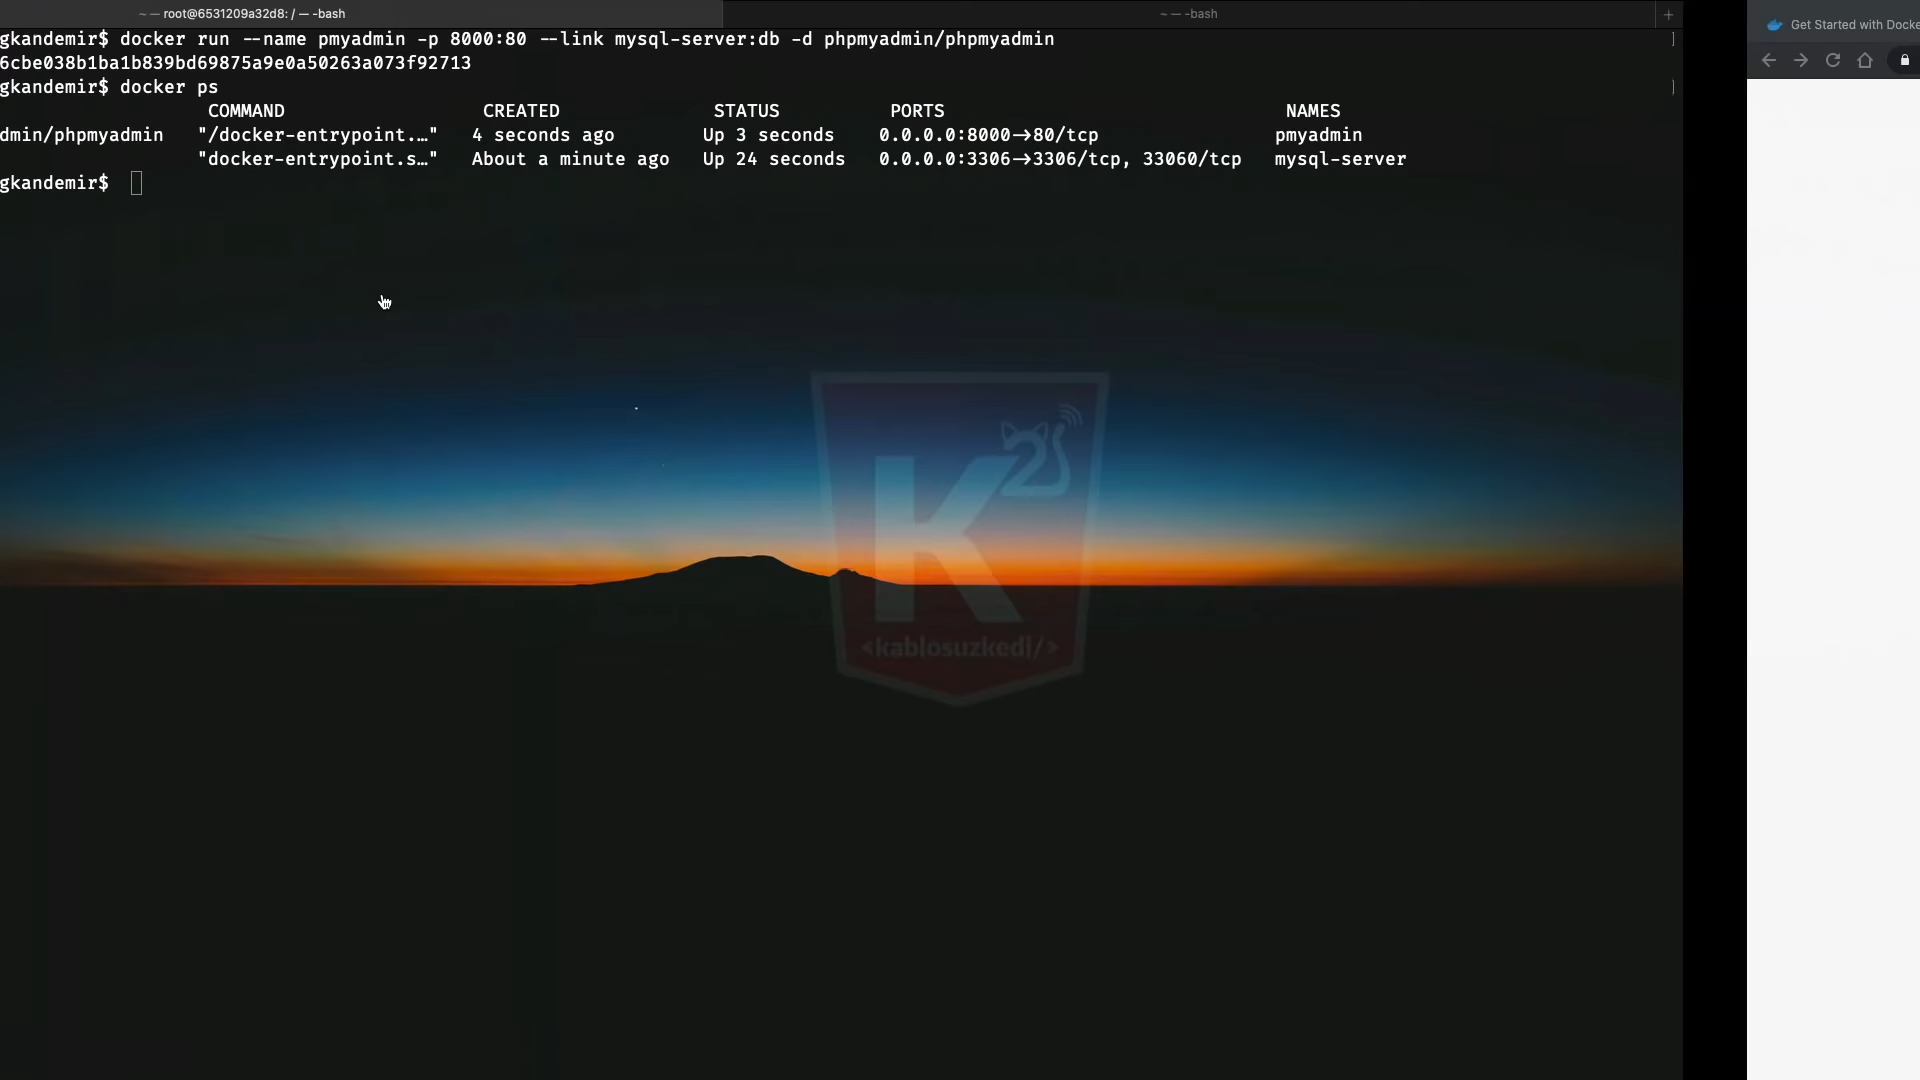 ~ — root@6531209a32d8: / — -bash
~ — -bash
+
Get Started with Docke
gkandemir$ docker run --name pmyadmin -p 8000:80 --link mysql-server:db -d phpmyadmin/phpmyadmin
6cbe038b1ba1b839bd69875a9e0a50263a073f92713
gkandemir$ docker ps
COMMAND CREATED STATUS PORTS NAMES
dmin/phpmyadmin "/docker-entrypoint.…" 4 seconds ago Up 3 seconds 0.0.0.0:8000->80/tcp pmyadmin
"docker-entrypoint.s…" About a minute ago Up 24 seconds 0.0.0.0:3306->3306/tcp, 33060/tcp mysql-server
gkandemir$
K
<kablosuzkedi/>